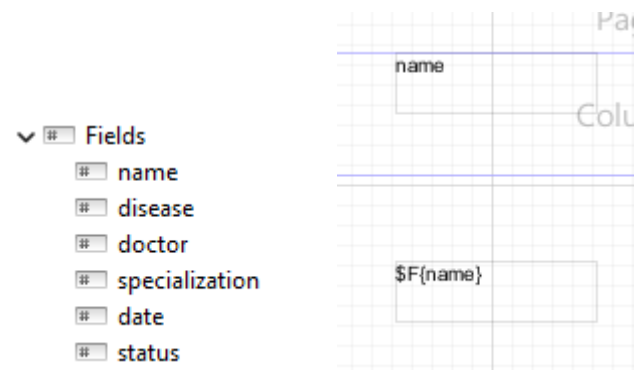 Fields
name
disease
doctor
specialization
date
status
name
$F{name}